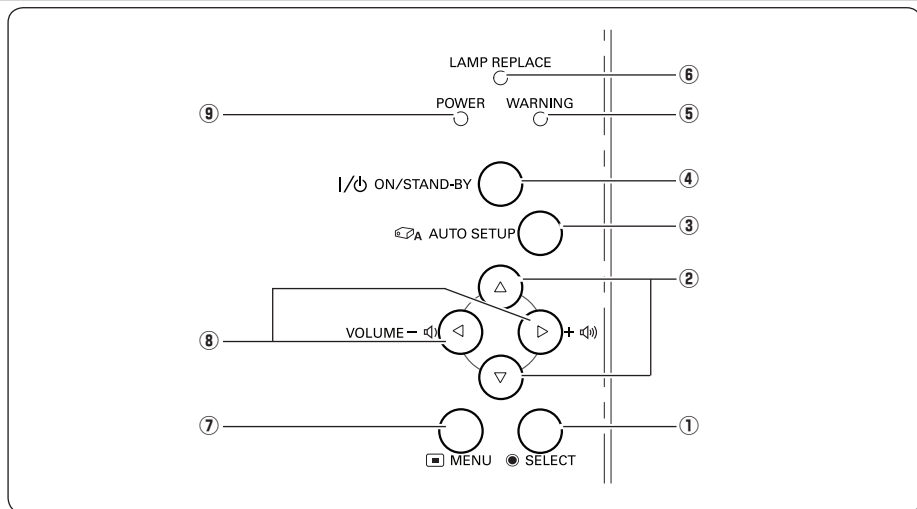 LAMP REPLACE
⑥
⑨ POWER WARNING ⑤
I/⏻ ON/STAND-BY ④
A AUTO SETUP ③
②
⑧ VOLUME − +
⑦ ①
MENU SELECT